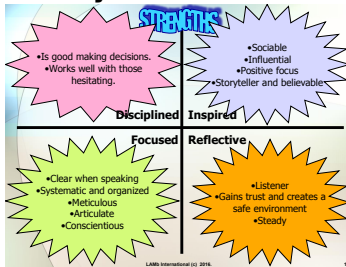 STRENGTHS
•Is good making decisions.
•Works well with those
hesitating.
•Sociable
•Influential
•Positive focus
•Storyteller and believable
Disciplined Inspired
Focused Reflective
•Clear when speaking
•Systematic and organized
•Meticulous
•Articulate
•Conscientious
•Listener
•Gains trust and creates a
safe environment
•Steady
LAMb International (c) 2016.
1